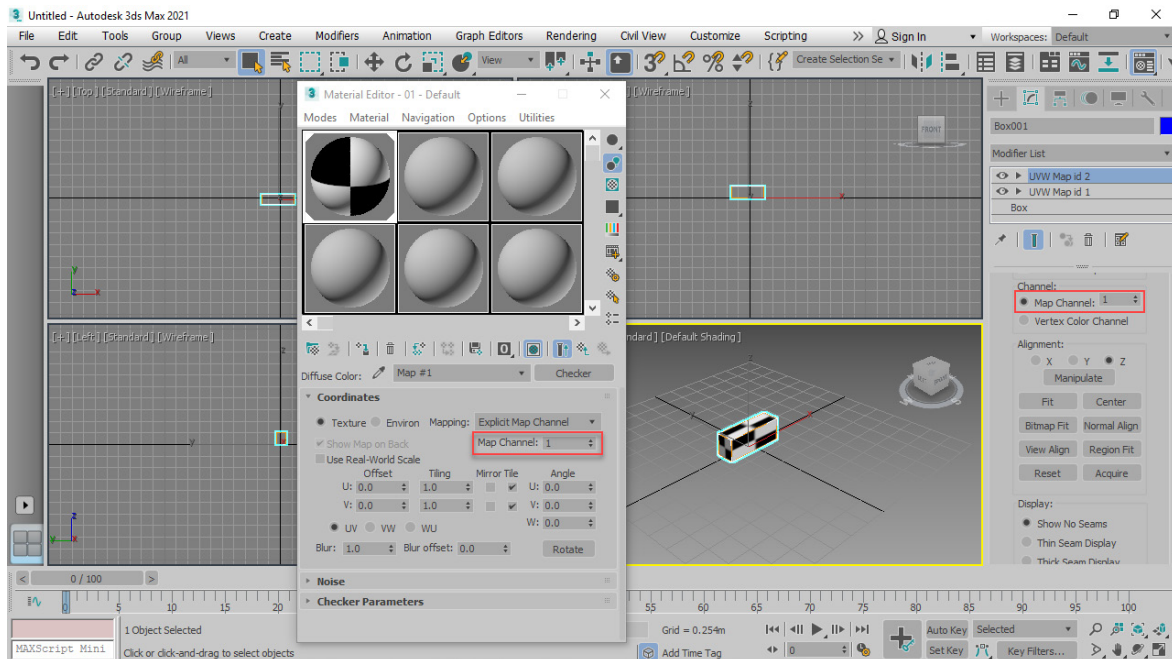 3 Untitled - Autodesk 3ds Max 2021
File Edit Tools Group Views Create Modifiers Animation Graph Editors Rendering Civil View Customize Scripting >> Sign In Workspaces: Default
All View Create Selection Se
[+] [Top] [Standard] [Wireframe]
[Wireframe]
FRONT
3 Material Editor - 01 - Default
Modes Material Navigation Options Utilities
Diffuse Color: Map #1 Checker
Coordinates
Texture Environ Mapping: Explicit Map Channel
Show Map on Back Map Channel: 1
Use Real-World Scale
Offset Tiling Mirror Tile Angle
U: 0.0 1.0 U: 0.0
V: 0.0 1.0 V: 0.0
W: 0.0
UV VW WU
Blur: 1.0 Blur offset: 0.0 Rotate
Noise
Checker Parameters
y
z x
x
[+] [Left] [Standard] [Wireframe]
y
z
y
ndard] [Default Shading]
Box001
Modifier List
UVW Map id 2
UVW Map id 1
Box
Channel:
Map Channel: 1
Vertex Color Channel
Alignment:
X Y Z
Manipulate
Fit Center
Bitmap Fit Normal Align
View Align Region Fit
Reset Acquire
Display:
Show No Seams
Thin Seam Display
Thick Seam Display
< 0 / 100 >
0 5 10 15 20 55 60 65 70 75 80 85 90 95 100
1 Object Selected Grid = 0.254m Auto Key Selected
MAXScript Mini Click or click-and-drag to select objects Add Time Tag 0 Set Key Key Filters...